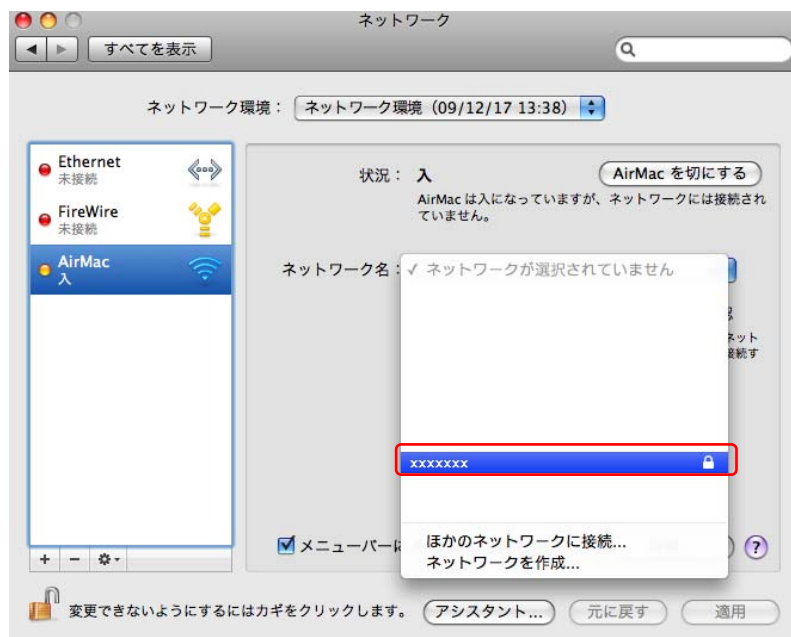 ネットワーク
すべてを表示
ネットワーク環境： ネットワーク環境（09/12/17 13:38）
Ethernet
未接続
FireWire
未接続
AirMac
入
状況： 入
AirMac を切にする
AirMac は入になっていますが、ネットワークには接続され
ていません。
ネットワーク名： ✓ ネットワークが選択されていません
ネット
接続す
xxxxxxx
ほかのネットワークに接続...
ネットワークを作成...
メニューバーに
?
+ −
変更できないようにするにはカギをクリックします。
アシスタント...
元に戻す
適用